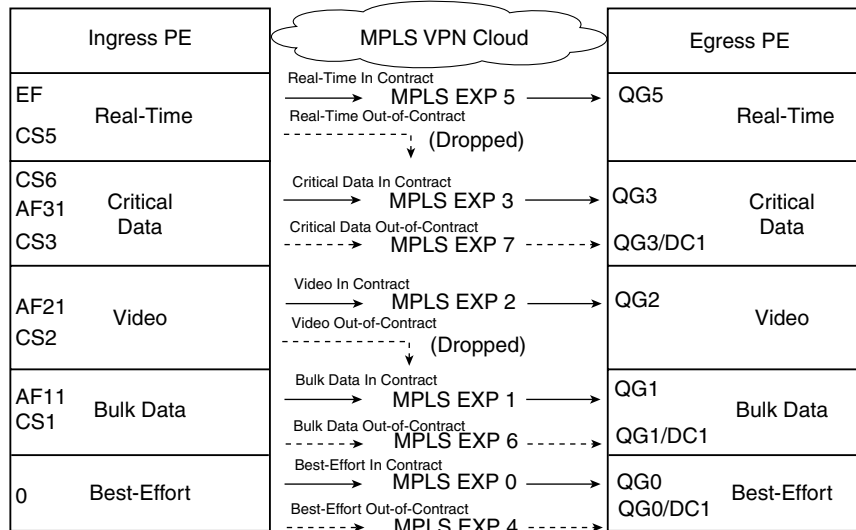 Ingress PE
MPLS VPN Cloud
Egress PE
EF
CS5
Real-Time
Real-Time In Contract
MPLS EXP 5
Real-Time Out-of-Contract
(Dropped)
QG5
Real-Time
CS6
AF31
CS3
Critical
Data
Critical Data In Contract
MPLS EXP 3
Critical Data Out-of-Contract
MPLS EXP 7
QG3
QG3/DC1
Critical
Data
AF21
CS2
Video
Video In Contract
MPLS EXP 2
Video Out-of-Contract
(Dropped)
QG2
Video
AF11
CS1
Bulk Data
Bulk Data In Contract
MPLS EXP 1
Bulk Data Out-of-Contract
MPLS EXP 6
QG1
QG1/DC1
Bulk Data
0
Best-Effort
Best-Effort In Contract
MPLS EXP 0
Best-Effort Out-of-Contract
MPLS EXP 4
QG0
QG0/DC1
Best-Effort